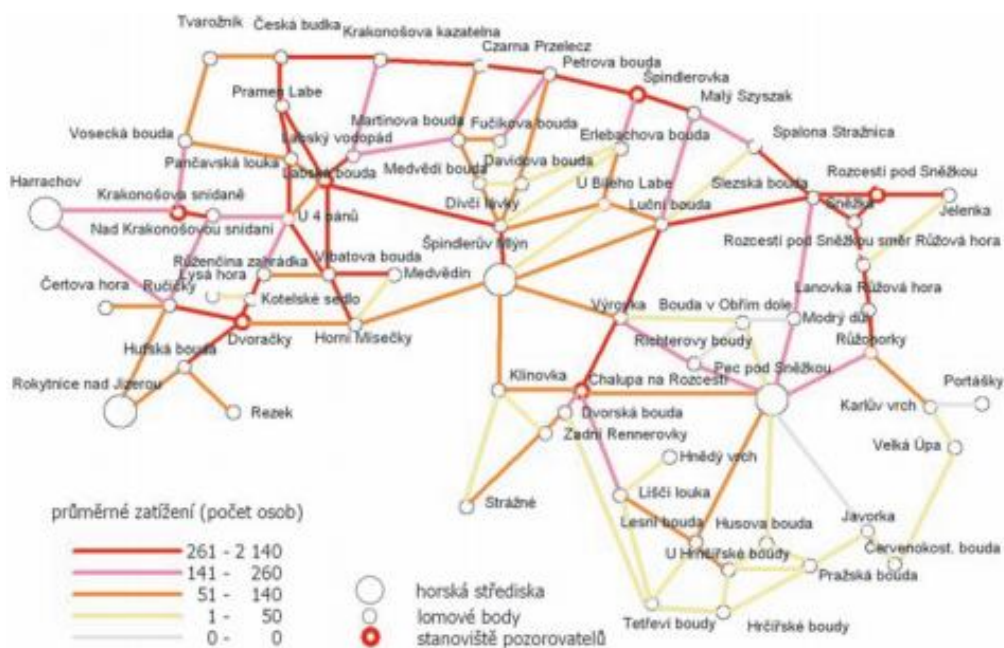 Tvarožník
Česká budka
Krakonošova kazatelna
Czarna Przelecz
Petrova bouda
Špindlerovka
Malý Szyszak
Pramen Labe
Vosecká bouda
Labský vodopád
Martinova bouda
Fučíkova bouda
Erlebachova bouda
Spalona Strażnica
Pančavská louka
Labská bouda
Medvědí bouda
Davidova bouda
Harrachov
Krakonošova snídaně
U Bílého Labe
Slezská bouda
Rozcestí pod Sněžkou
Nad Krakonošovou snídaní
U 4 pánů
Dívčí lávky
Luční bouda
Sněžka
Jelenka
Růženčina zahrádka
Špindlerův Mlýn
Rozcestí pod Sněžkou směr Růžová hora
Vrbatova bouda
Lysá hora
Medvědín
Čertova hora
Ručičky
Kotelské sedlo
Výrovka
Bouda v Obřím dole
Lanovka Růžová hora
Modrý důl
Dvoračky
Horní Mísečky
Richterovy boudy
Růžohorky
Huťská bouda
Pec pod Sněžkou
Rokytnice nad Jizerou
Klínovka
Chalupa na Rozcestí
Portášky
Rezek
Dvorská bouda
Karlův vrch
Zadní Rennerovky
Velká Úpa
Hnědý vrch
Strážné
Liščí louka
průměrné zatížení (počet osob)
Lesní bouda
Husova bouda
Javorka
261 - 2 140
U Hrnčířské boudy
Červenokost. bouda
141 - 260
Pražská bouda
51 - 140
horská střediska
1 - 50
lomové body
Tetřeví boudy
Hrčířské boudy
0 - 0
stanoviště pozorovatelů